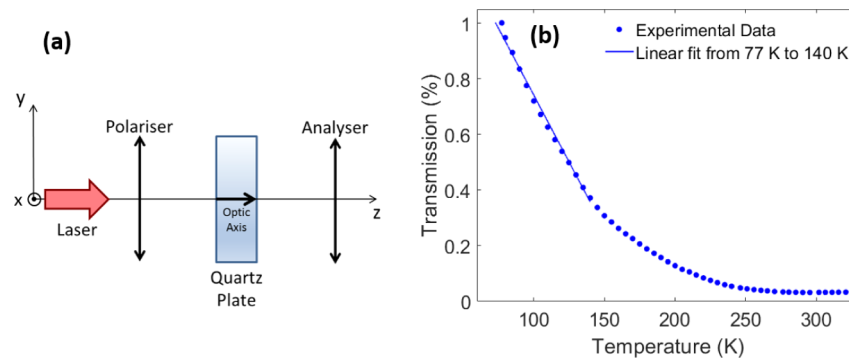 (a)
y
Polariser
Analyser
x
z
Laser
Optic
Axis
Quartz
Plate
(b)
Experimental Data
Linear fit from 77 K to 140 K
Transmission (%)
1
0.8
0.6
0.4
0.2
0
100
150
200
250
300
Temperature (K)